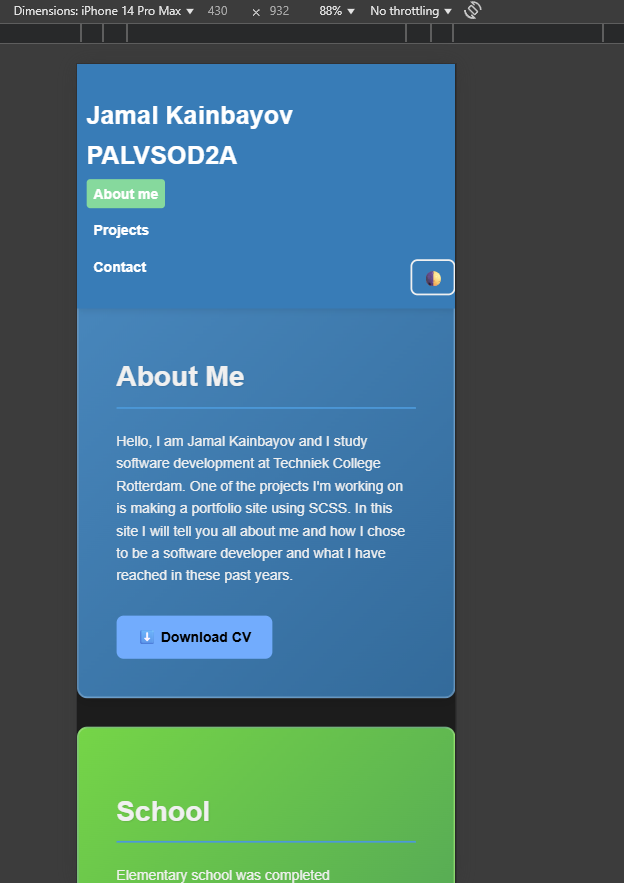 Dimensions: iPhone 14 Pro Max ▼ 430 × 932 88% ▼ No throttling ▼
Jamal Kainbayov
PALVSOD2A
About me
Projects
Contact
About Me
Hello, I am Jamal Kainbayov and I study
software development at Techniek College
Rotterdam. One of the projects I'm working on
is making a portfolio site using SCSS. In this
site I will tell you all about me and how I chose
to be a software developer and what I have
reached in these past years.
⬇️ Download CV
School
Elementary school was completed